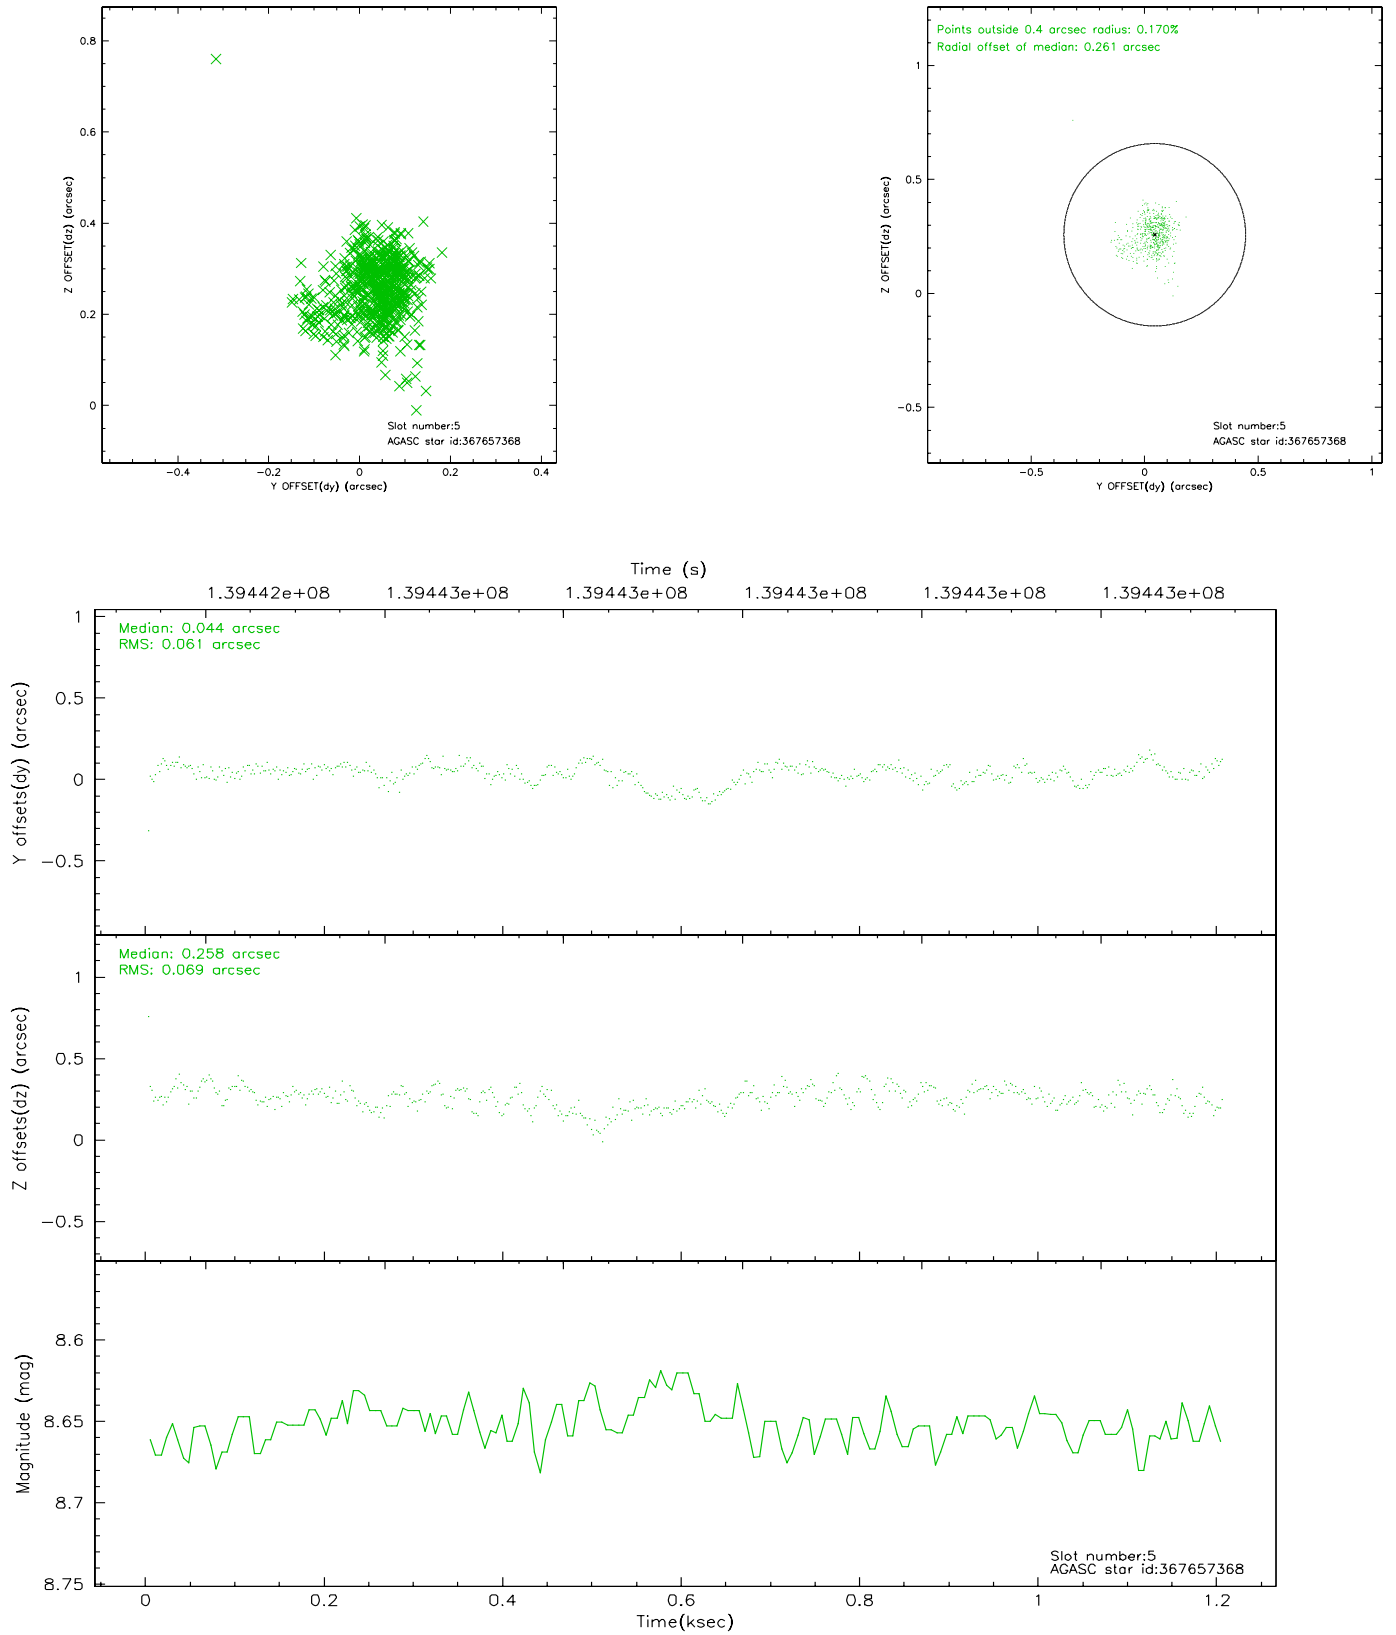 0.8
0.6
0.4
0.2
0
Z OFFSET(dz) (arcsec)
Slot number:5
AGASC star id:367657368
−0.4 −0.2 0 0.2 0.4
Y OFFSET(dy) (arcsec)
Points outside 0.4 arcsec radius: 0.170%
Radial offset of median: 0.261 arcsec
1
0.5
0
−0.5
Z OFFSET(dz) (arcsec)
Slot number:5
AGASC star id:367657368
−0.5 0 0.5 1
Y OFFSET(dy) (arcsec)
Time (s)
1.39442e+08 1.39443e+08 1.39443e+08 1.39443e+08 1.39443e+08 1.39443e+08
Median: 0.044 arcsec
RMS: 0.061 arcsec
1
0.5
0
−0.5
Y offsets(dy) (arcsec)
Median: 0.258 arcsec
RMS: 0.069 arcsec
1
0.5
0
−0.5
Z offsets(dz) (arcsec)
8.6
8.65
8.7
8.75
Magnitude (mag)
Slot number:5
AGASC star id:367657368
0 0.2 0.4 0.6 0.8 1 1.2
Time(ksec)